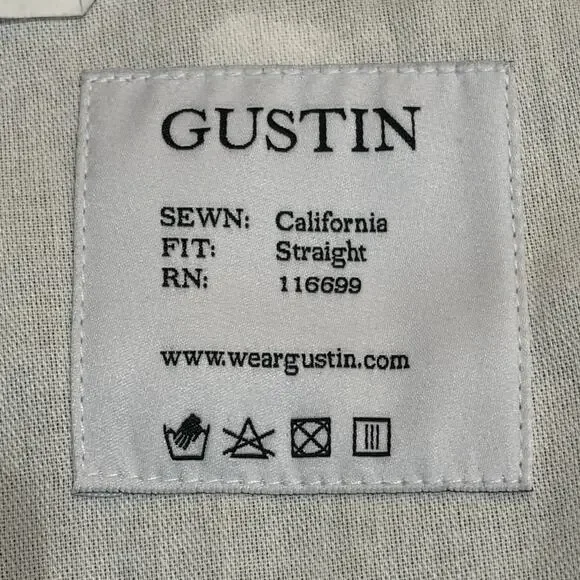 GUSTIN
SEWN: California
FIT: Straight
RN: 116699
www.weargustin.com